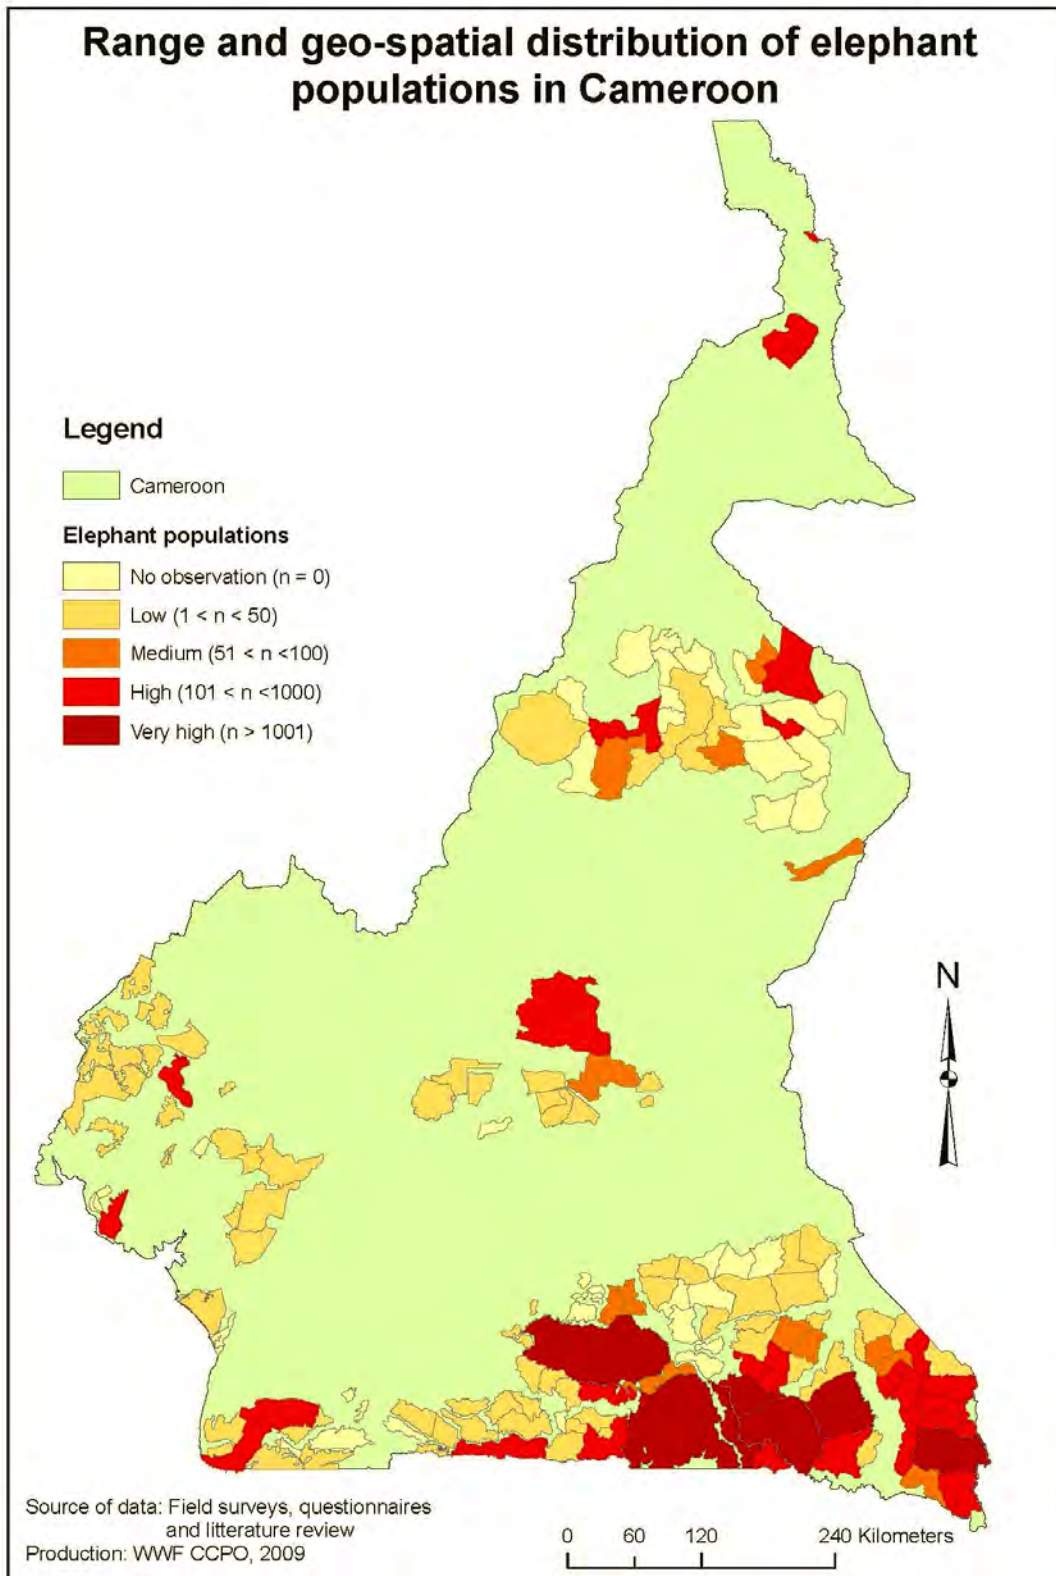 Range and geo-spatial distribution of elephant
populations in Cameroon
Legend
Cameroon
Elephant populations
No observation (n = 0)
Low (1 < n < 50)
Medium (51 < n <100)
High (101 < n <1000)
Very high (n > 1001)
N
Source of data: Field surveys, questionnaires
and litterature review
Production: WWF CCPO, 2009
0 60 120 240 Kilometers